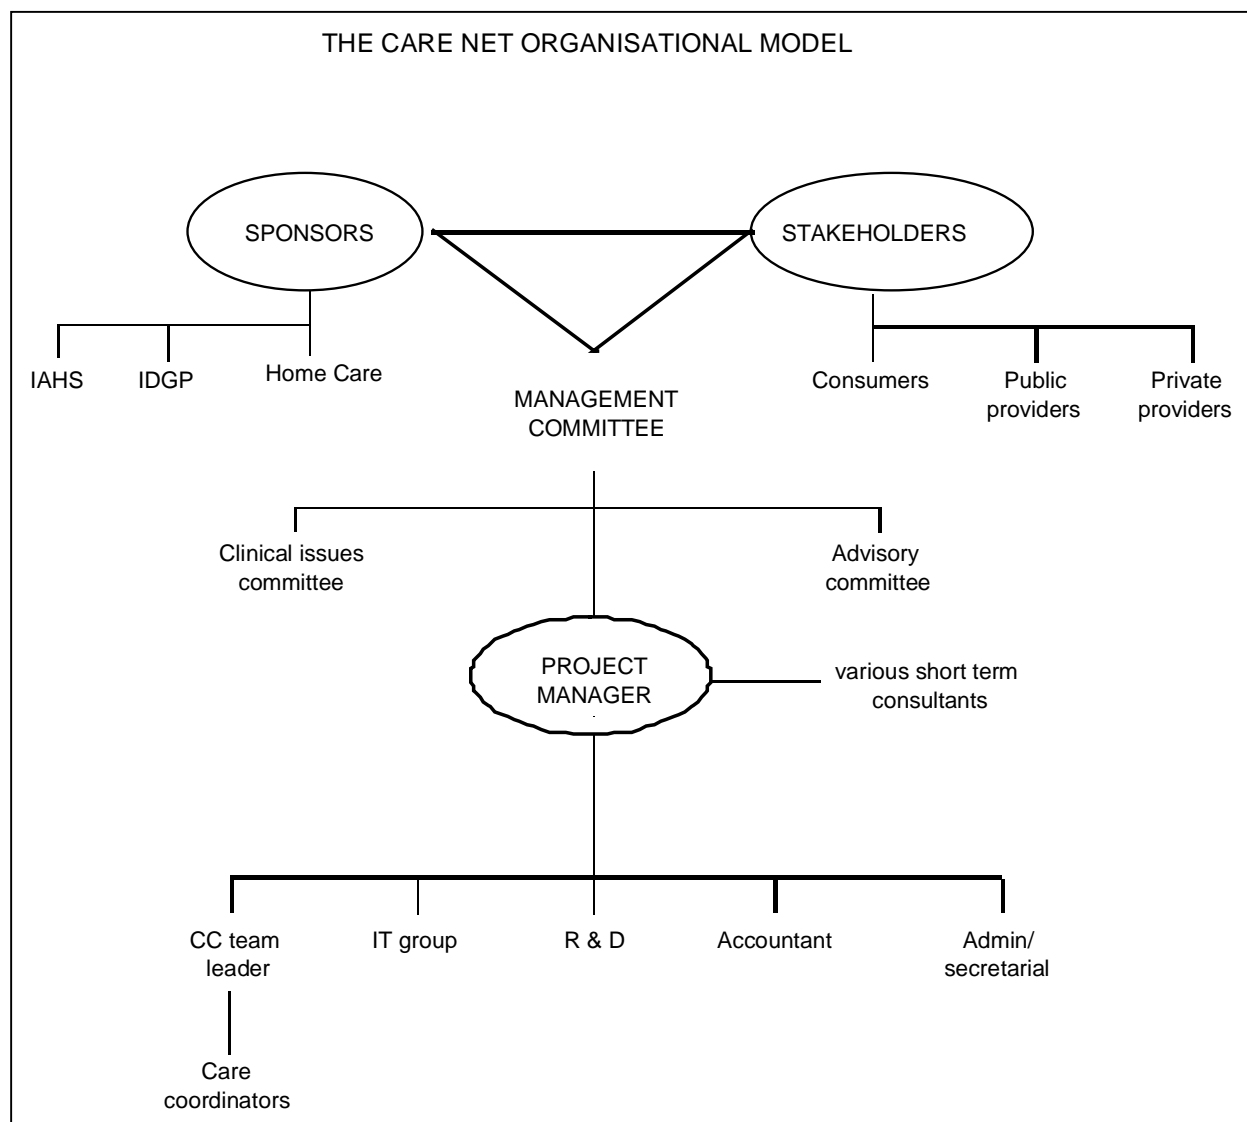 THE CARE NET ORGANISATIONAL MODEL
SPONSORS
STAKEHOLDERS
IAHS
IDGP
Home Care
Consumers
Public
providers
Private
providers
MANAGEMENT
COMMITTEE
Clinical issues
committee
Advisory
committee
PROJECT
MANAGER
various short term
consultants
CC team
leader
IT group
R & D
Accountant
Admin/
secretarial
Care
coordinators